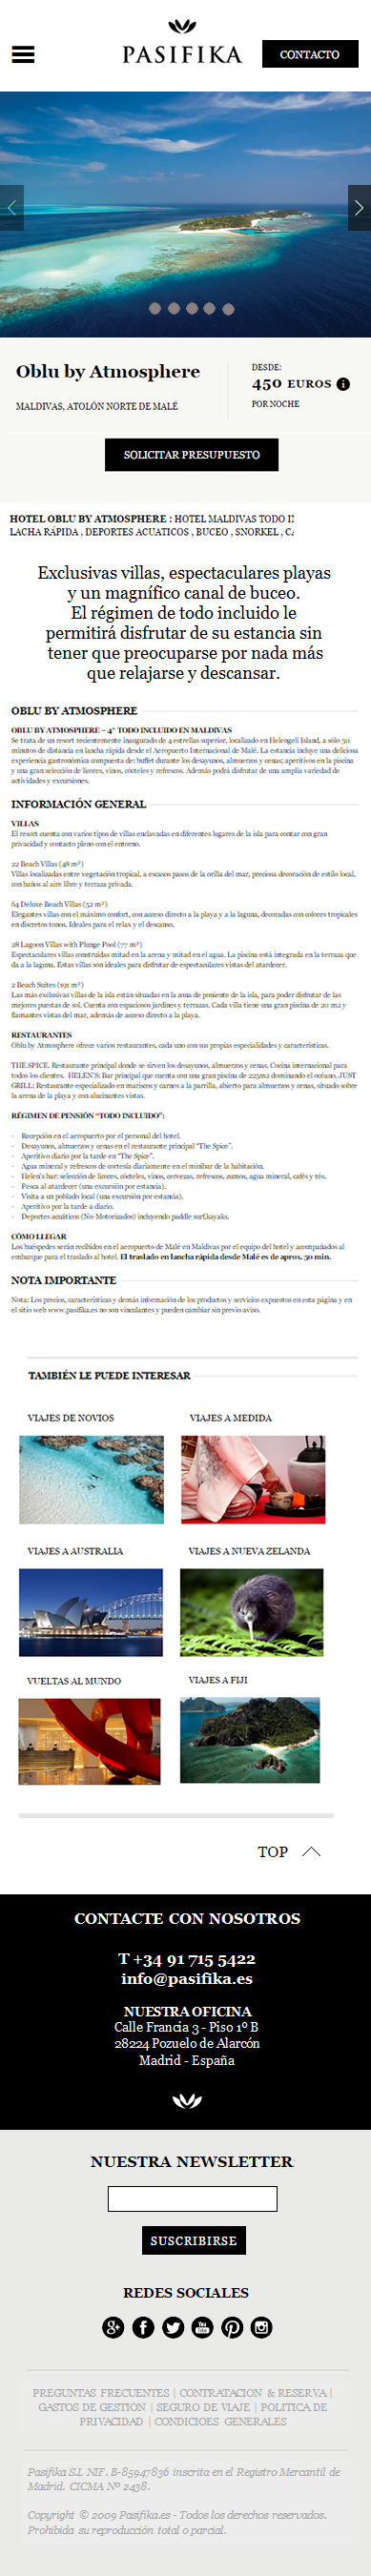 PASIFIKA
CONTACTO
Oblu by Atmosphere
MALDIVAS, ATOLÓN NORTE DE MALÉ
DESDE:
450 EUROS
POR NOCHE
SOLICITAR PRESUPUESTO
HOTEL OBLU BY ATMOSPHERE : HOTEL MALDIVAS TODO
LACHA RÁPIDA , DEPORTES ACUATICOS , BUCEO , SNORKEL ,
Exclusivas villas, espectaculares playas
y un magnífico canal de buceo.
El régimen de todo incluido le
permitirá disfrutar de su estancia sin
tener que preocuparse por nada más
que relajarse y descansar.
OBLU BY ATMOSPHERE
OBLU BY ATMOSPHERE – 4* TODO INCLUIDO EN MALDIVAS
Se trata de un resort recientemente inaugurado de 4 estrellas superior, localizado en Helengeli Island, a sólo 50
minutos de distancia en lancha rápida desde el Aeropuerto Internacional de Malé. La estancia incluye una deliciosa
experiencia gastronómica compuesta de: buffet durante los desayunos, almuerzos y cenas; aperitivos en la piscina
y una gran selección de licores, vinos, cócteles y refrescos. Además podrá disfrutar de una amplia variedad de
actividades y excursiones.
INFORMACIÓN GENERAL
VILLAS
El resort cuenta con varios tipos de villas enclavadas en diferentes lugares de la isla para contar con gran
privacidad y contacto pleno con el entorno.
22 Beach Villas (48 m²)
Villas localizadas entre vegetación tropical, a escasos pasos de la orilla del mar, preciosa decoración de estilo local,
con baños al aire libre y terraza privada.
64 Deluxe Beach Villas (52 m²)
Elegantes villas con el máximo confort, con acceso directo a la playa y a la laguna, decoradas con colores tropicales
en discretos tonos. Ideales para el relax y el descanso.
28 Lagoon Villas with Plunge Pool (77 m²)
Espectaculares villas construidas mitad en la arena y mitad en el agua. La piscina está integrada en la terraza que
da a la laguna. Estas villas son ideales para disfrutar de espectaculares vistas del atardecer.
2 Beach Suites (191 m²)
Las más exclusivas villas de la isla están situadas en la zona de poniente de la isla, para poder disfrutar de las
mejores puestas de sol. Cuenta con espaciosos jardines y terrazas. Cada villa tiene una gran piscina de 20 m2 y
flamantes vistas del mar, además de acceso directo a la playa.
RESTAURANTES
Oblu by Atmosphere ofrece varios restaurantes, cada uno con sus propias especialidades y características.
THE SPICE. Restaurante principal donde se sirven los desayunos, almuerzos y cenas. Cocina internacional para
todos los clientes. HELEN'S: Bar principal que cuenta con una gran piscina de 225m2 dominando el océano. JUST
GRILL: Restaurante especializado en mariscos y carnes a la parrilla, abierto para almuerzos y cenas, situado sobre
la arena de la playa y con alucinantes vistas.
RÉGIMEN DE PENSIÓN “TODO INCLUIDO”:
- Recepción en el aeropuerto por el personal del hotel.
- Desayunos, almuerzos y cenas en el restaurante principal “The Spice”.
- Aperitivo diario por la tarde en “The Spice”.
- Agua mineral y refrescos de cortesía diariamente en el minibar de la habitación.
- Helen's bar: selección de licores, cócteles, vinos, cervezas, refrescos, zumos, agua mineral, cafés y tés.
- Pesca al atardecer (una excursión por estancia).
- Visita a un poblado local (una excursión por estancia).
- Aperitivo por la tarde a diario.
- Deportes acuáticos (No-Motorizados) incluyendo paddle surf,kayaks.
CÓMO LLEGAR
Los huéspedes serán recibidos en el aeropuerto de Malé en Maldivas por el equipo del hotel y acompañados al
embarque para el traslado al hotel. El traslado en lancha rápida desde Malé es de aprox. 50 min.
NOTA IMPORTANTE
Nota: Los precios, características y demás información de los productos y servicios expuestos en esta página y en
el sitio web www.pasifika.es no son vinculantes y pueden cambiar sin previo aviso.
TAMBIÉN LE PUEDE INTERESAR
VIAJES DE NOVIOS
VIAJES A MEDIDA
VIAJES A AUSTRALIA
VIAJES A NUEVA ZELANDA
VUELTAS AL MUNDO
VIAJES A FIJI
TOP
CONTACTE CON NOSOTROS
T +34 91 715 5422
info@pasifika.es
NUESTRA OFICINA
Calle Francia 3 - Piso 1º B
28224 Pozuelo de Alarcón
Madrid - España
NUESTRA NEWSLETTER
SUSCRIBIRSE
REDES SOCIALES
PREGUNTAS FRECUENTES | CONTRATACION & RESERVA |
GASTOS DE GESTIÓN | SEGURO DE VIAJE | POLITICA DE
PRIVACIDAD | CONDICIOES GENERALES
Pasifika S.L NIF. B-85947836 inscrita en el Registro Mercantil de
Madrid. CICMA Nº 2438.
Copyright © 2009 Pasifika.es - Todos los derechos reservados.
Prohibida su reproducción total o parcial.